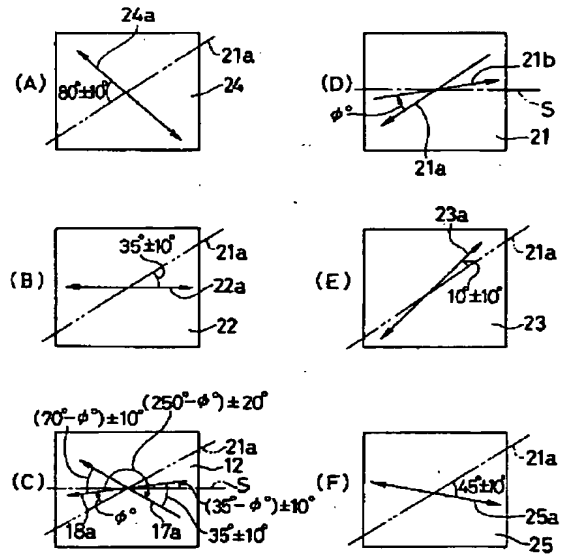 (A)
24a
21a
80°±10°
24
(D)
21b
S
φ°
21a
21
(B)
35°±10°
21a
22a
22
(E)
23a
21a
10°±10°
23
(C)
(70°-φ°)±10°
(250°-φ°)±20°
21a
12
S
(35°-φ°)±10°
35°±10°
18a
φ°
17a
(F)
21a
45°±10°
25a
25